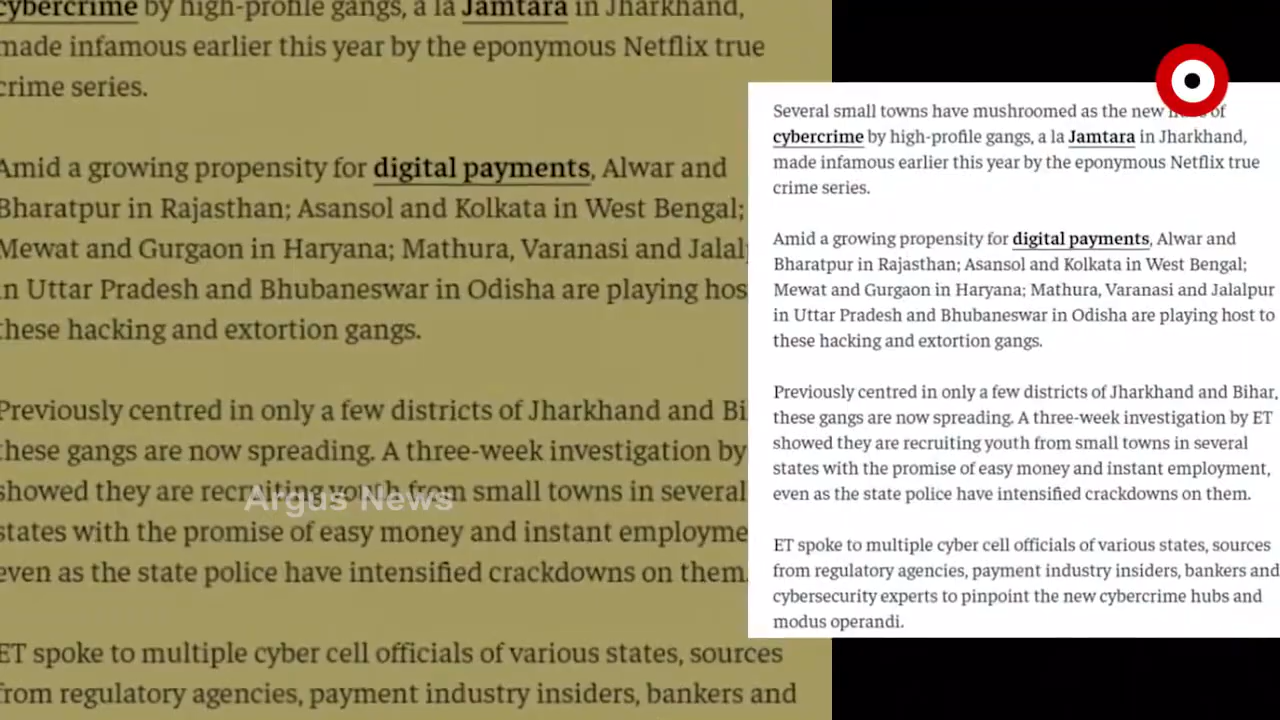 cybercrime by high-profile gangs, a la Jamtara in Jharkhand,
made infamous earlier this year by the eponymous Netflix true
crime series.
Amid a growing propensity for digital payments, Alwar and
Bharatpur in Rajasthan; Asansol and Kolkata in West Bengal;
Mewat and Gurgaon in Haryana; Mathura, Varanasi and
in Uttar Pradesh and Bhubaneswar in Odisha are playing
these hacking and extortion gangs.
Previously centred in only a few districts of Jharkhand and
these gangs are now spreading. A three-week investigation by
showed they are recruiting youth from small towns in several
states with the promise of easy money and instant
even as the state police have intensified crackdowns on them.
ET spoke to multiple cyber cell officials of various states, sources
from regulatory agencies, payment industry insiders, bankers and
Argus News
Several small towns have mushroomed as the new of
cybercrime by high-profile gangs, a la Jamtara in Jharkhand,
made infamous earlier this year by the eponymous Netflix true
crime series.
Amid a growing propensity for digital payments, Alwar and
Bharatpur in Rajasthan; Asansol and Kolkata in West Bengal;
Mewat and Gurgaon in Haryana; Mathura, Varanasi and Jalalpur
in Uttar Pradesh and Bhubaneswar in Odisha are playing host to
these hacking and extortion gangs.
Previously centred in only a few districts of Jharkhand and Bihar,
these gangs are now spreading. A three-week investigation by ET
showed they are recruiting youth from small towns in several
states with the promise of easy money and instant employment,
even as the state police have intensified crackdowns on them.
ET spoke to multiple cyber cell officials of various states, sources
from regulatory agencies, payment industry insiders, bankers and
cybersecurity experts to pinpoint the new cybercrime hubs and
modus operandi.